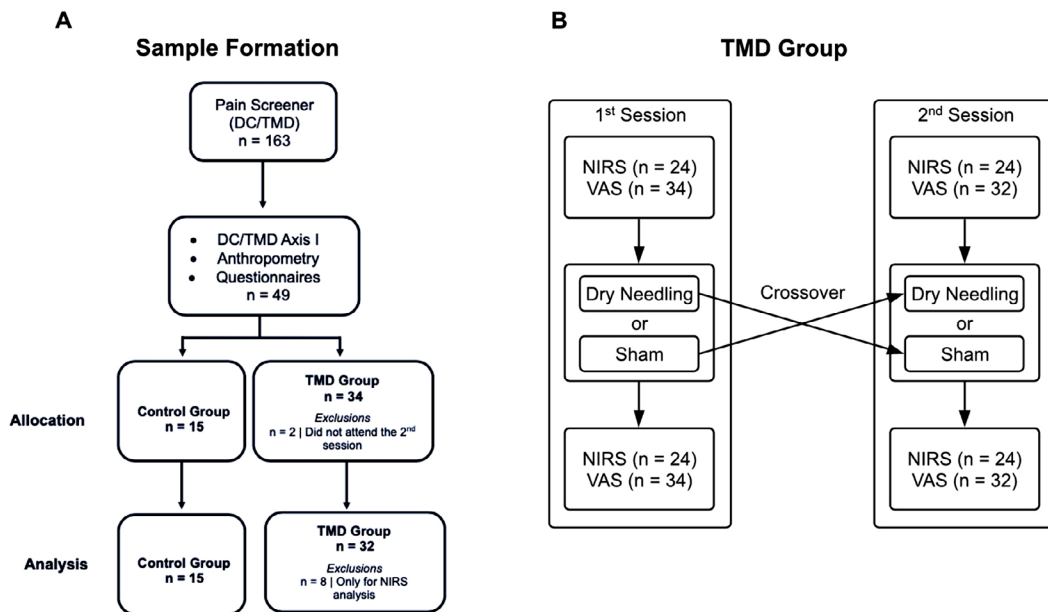 A
Sample Formation
Pain Screener
(DC/TMD)
n = 163
• DC/TMD Axis I
• Anthropometry
• Questionnaires
n = 49
Allocation
Control Group
n = 15
TMD Group
n = 34
Exclusions
n = 2 | Did not attend the 2nd
session
Analysis
Control Group
n = 15
TMD Group
n = 32
Exclusions
n = 8 | Only for NIRS
analysis
B
TMD Group
1st Session
NIRS (n = 24)
VAS (n = 34)
Dry Needling
or
Sham
NIRS (n = 24)
VAS (n = 34)
Crossover
2nd Session
NIRS (n = 24)
VAS (n = 32)
Dry Needling
or
Sham
NIRS (n = 24)
VAS (n = 32)